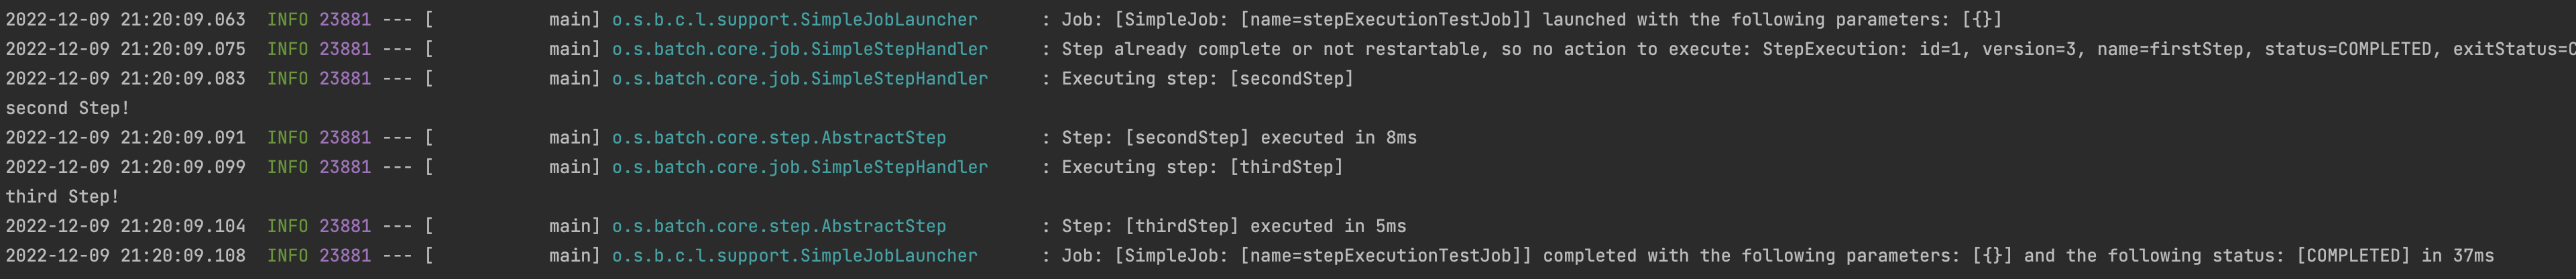 2022-12-09 21:20:09.063  INFO 23881 --- [           main] o.s.b.c.l.support.SimpleJobLauncher      : Job: [SimpleJob: [name=stepExecutionTestJob]] launched with the following parameters: [{}]
2022-12-09 21:20:09.075  INFO 23881 --- [           main] o.s.batch.core.job.SimpleStepHandler     : Step already complete or not restartable, so no action to execute: StepExecution: id=1, version=3, name=firstStep, status=COMPLETED, exitStatus=C
2022-12-09 21:20:09.083  INFO 23881 --- [           main] o.s.batch.core.job.SimpleStepHandler     : Executing step: [secondStep]
second Step!
2022-12-09 21:20:09.091  INFO 23881 --- [           main] o.s.batch.core.step.AbstractStep         : Step: [secondStep] executed in 8ms
2022-12-09 21:20:09.099  INFO 23881 --- [           main] o.s.batch.core.job.SimpleStepHandler     : Executing step: [thirdStep]
third Step!
2022-12-09 21:20:09.104  INFO 23881 --- [           main] o.s.batch.core.step.AbstractStep         : Step: [thirdStep] executed in 5ms
2022-12-09 21:20:09.108  INFO 23881 --- [           main] o.s.b.c.l.support.SimpleJobLauncher      : Job: [SimpleJob: [name=stepExecutionTestJob]] completed with the following parameters: [{}] and the following status: [COMPLETED] in 37ms